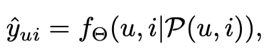 ŷ_{ui} = f_Θ(u, i|𝒫(u, i)),